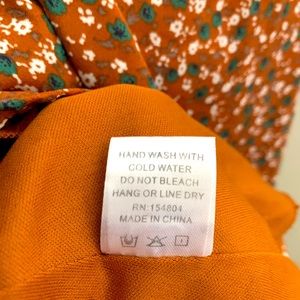 HAND WASH WITH
COLD WATER
DO NOT BLEACH
HANG OR LINE DRY
RN:154804
MADE IN CHINA